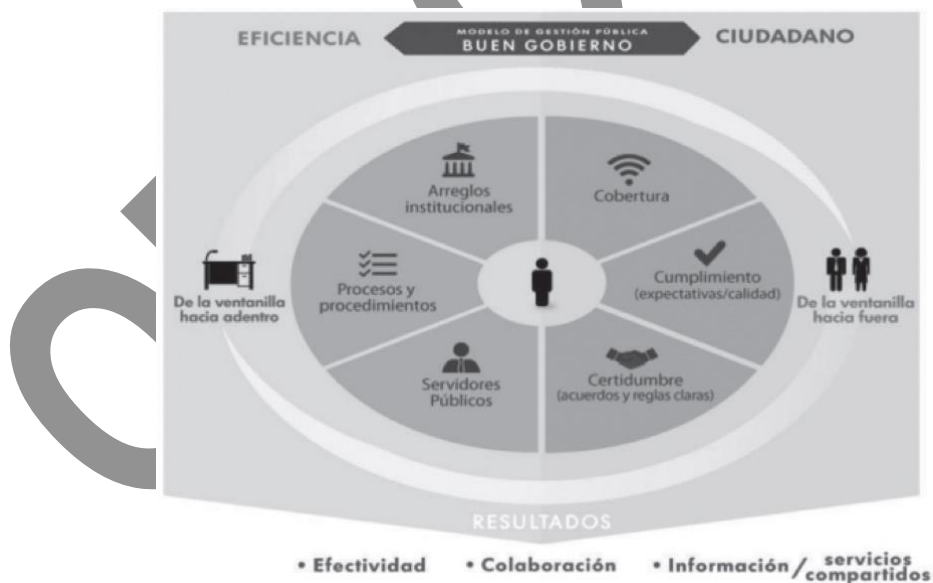 EFICIENCIA
MODELO DE GESTIÓN PÚBLICA
BUEN GOBIERNO
CIUDADANO
Arreglos
institucionales
Cobertura
De la ventanilla
hacia adentro
Procesos y
procedimientos
Cumplimiento
(expectativas/calidad)
De la ventanilla
hacia fuera
Servidores
Públicos
Certidumbre
(acuerdos y reglas claras)
RESULTADOS
• Efectividad
• Colaboración
• Información / servicios
compartidos